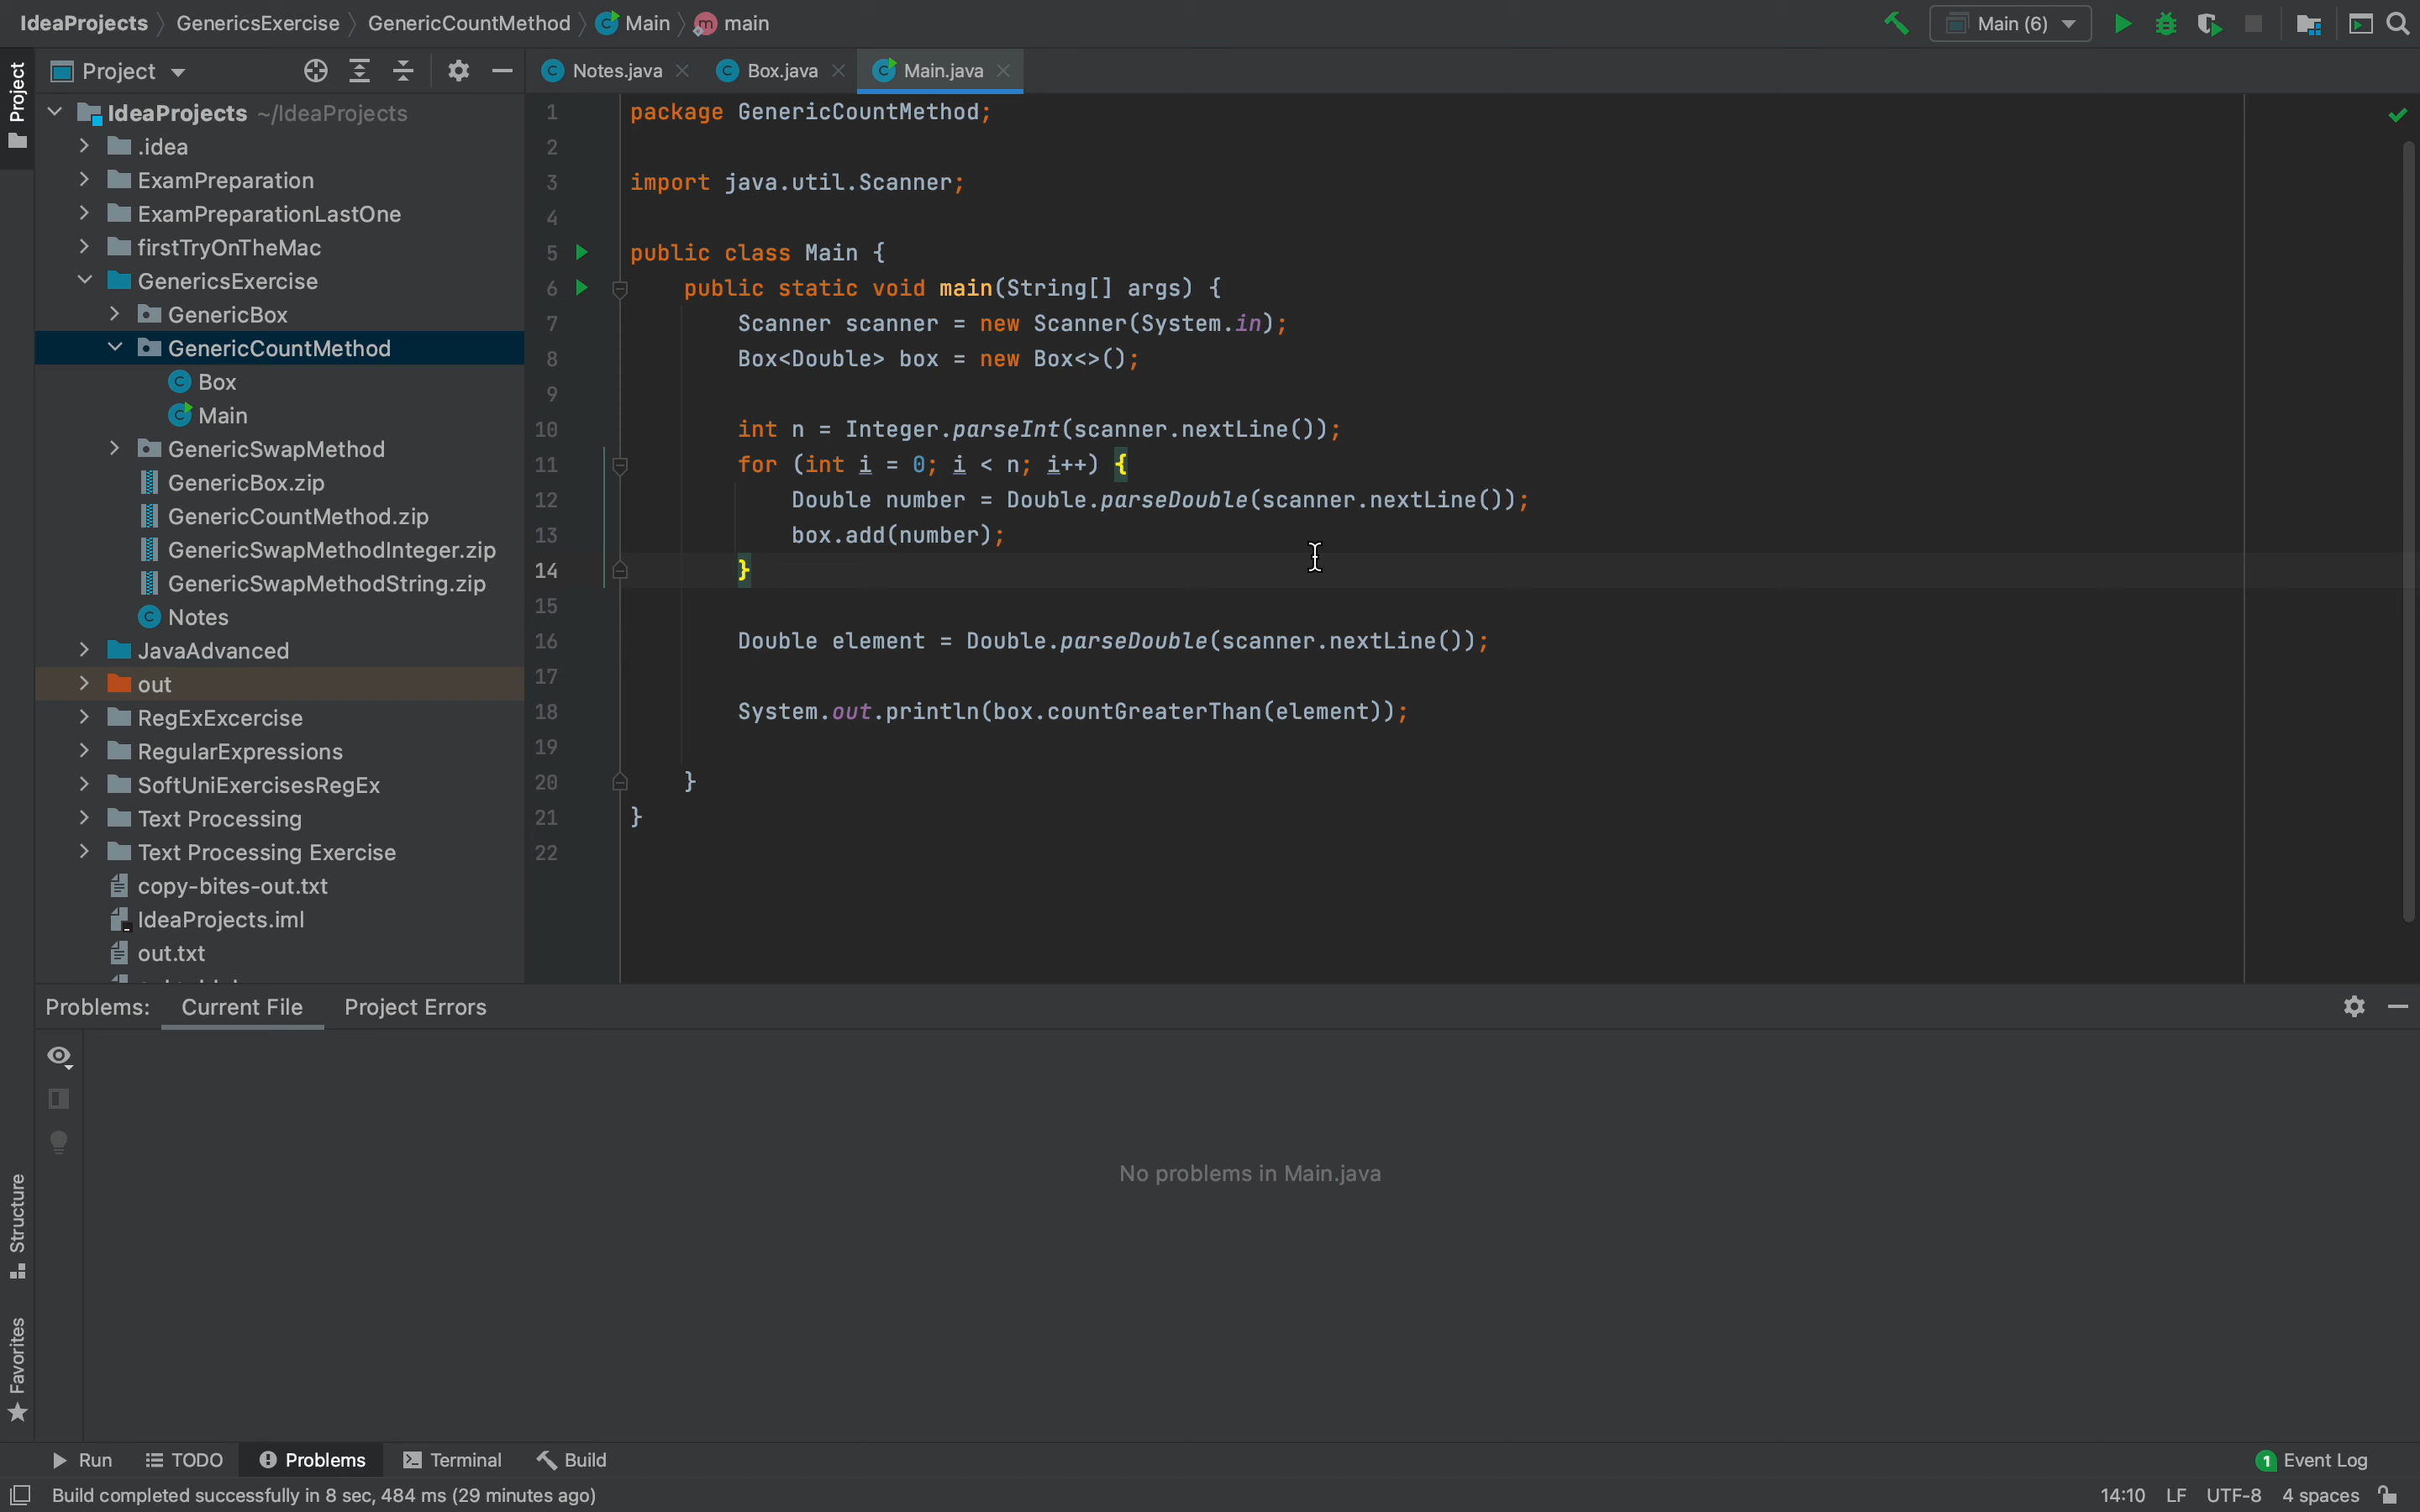 IdeaProjects GenericsExercise GenericCountMethod Main main
Main (6)
Project
Notes.java Box.java Main.java
Project
IdeaProjects ~/IdeaProjects
.idea
ExamPreparation
ExamPreparationLastOne
firstTryOnTheMac
GenericsExercise
GenericBox
GenericCountMethod
Box
Main
GenericSwapMethod
GenericBox.zip
GenericCountMethod.zip
GenericSwapMethodInteger.zip
GenericSwapMethodString.zip
Notes
JavaAdvanced
out
RegExExcercise
RegularExpressions
SoftUniExercisesRegEx
Text Processing
Text Processing Exercise
copy-bites-out.txt
IdeaProjects.iml
out.txt
1 package GenericCountMethod;
2
3 import java.util.Scanner;
4
5 public class Main {
6 public static void main(String[] args) {
7 Scanner scanner = new Scanner(System.in);
8 Box<Double> box = new Box<>();
9
10 int n = Integer.parseInt(scanner.nextLine());
11 for (int i = 0; i < n; i++) {
12 Double number = Double.parseDouble(scanner.nextLine());
13 box.add(number);
14 }
15
16 Double element = Double.parseDouble(scanner.nextLine());
17
18 System.out.println(box.countGreaterThan(element));
19
20 }
21 }
22
Problems: Current File Project Errors
No problems in Main.java
Structure
Favorites
Run TODO Problems Terminal Build
1 Event Log
Build completed successfully in 8 sec, 484 ms (29 minutes ago)
14:10 LF UTF-8 4 spaces